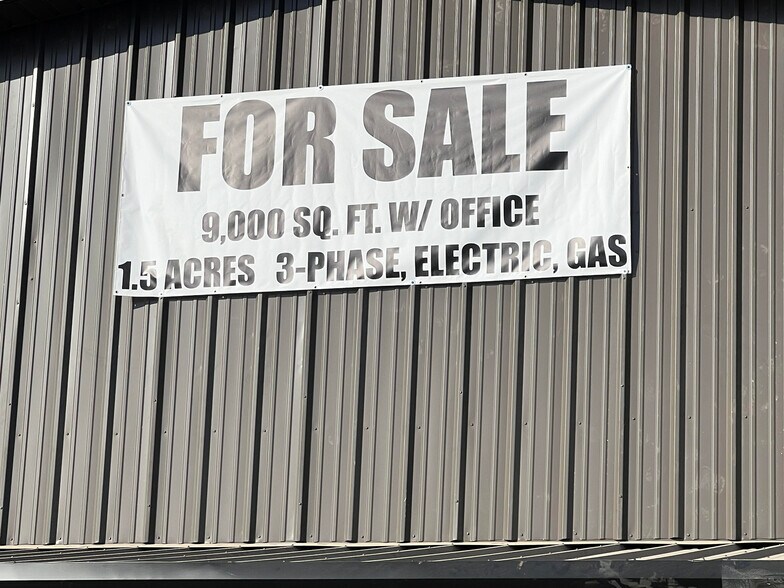 FOR SALE
9,000 SQ. FT. W/ OFFICE
1.5 ACRES 3-PHASE, ELECTRIC, GAS